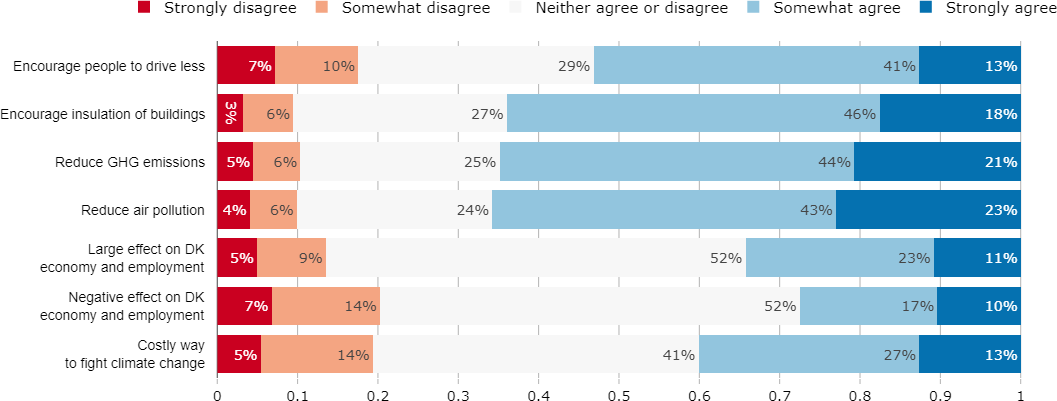 Strongly disagree Somewhat disagree Neither agree or disagree Somewhat agree Strongly agree
Encourage people to drive less 7% 10% 29% 41% 13%
Encourage insulation of buildings 3% 6% 27% 46% 18%
Reduce GHG emissions 5% 6% 25% 44% 21%
Reduce air pollution 4% 6% 24% 43% 23%
Large effect on DK
economy and employment 5% 9% 52% 23% 11%
Negative effect on DK
economy and employment 7% 14% 52% 17% 10%
Costly way
to fight climate change 5% 14% 41% 27% 13%
0 0.1 0.2 0.3 0.4 0.5 0.6 0.7 0.8 0.9 1